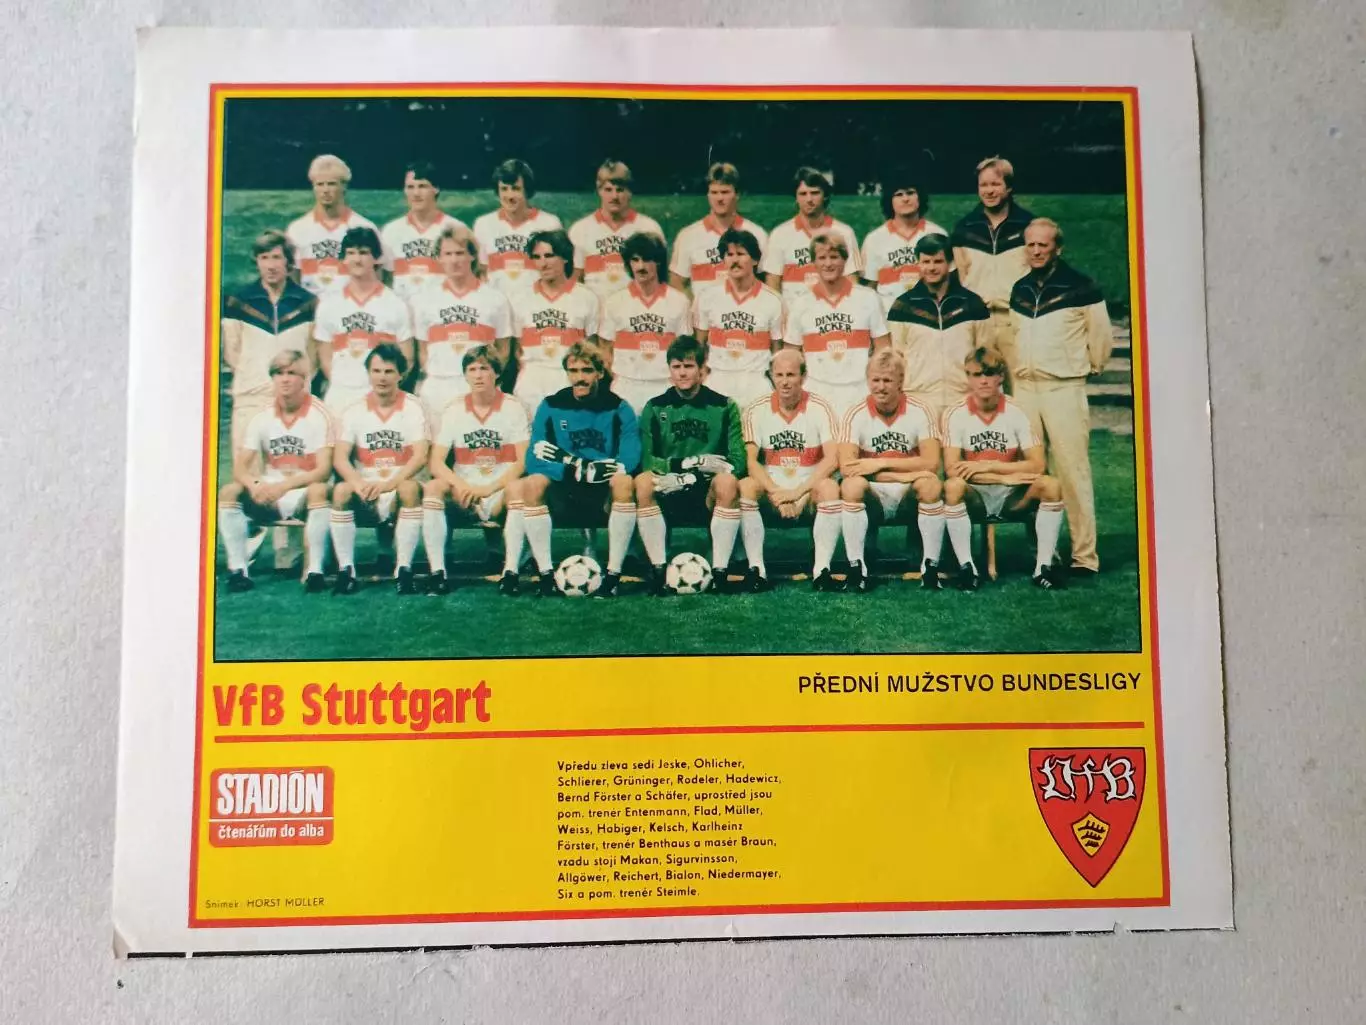 DINKEL ACKER
VfB Stuttgart
PŘEDNÍ MUŽSTVO BUNDESLIGY
STADIÓN
čtenářům do alba
Vpředu zleva sedí Jeske, Ohlicher,
Schlierer, Grüninger, Rodeler, Hadewicz,
Bernd Förster a Schäfer, uprostřed jsou
pom. trenér Entenmann, Flad, Müller,
Weiss, Habiger, Kelsch, Karlheinz
Förster, trenér Benthaus a masér Braun,
vzadu stojí Makan, Sigurvinsson,
Allgöwer, Reichert, Bialon, Niedermayer,
Six a pom. trenér Steimle.
VfB
Snímek: HORST MÜLLER